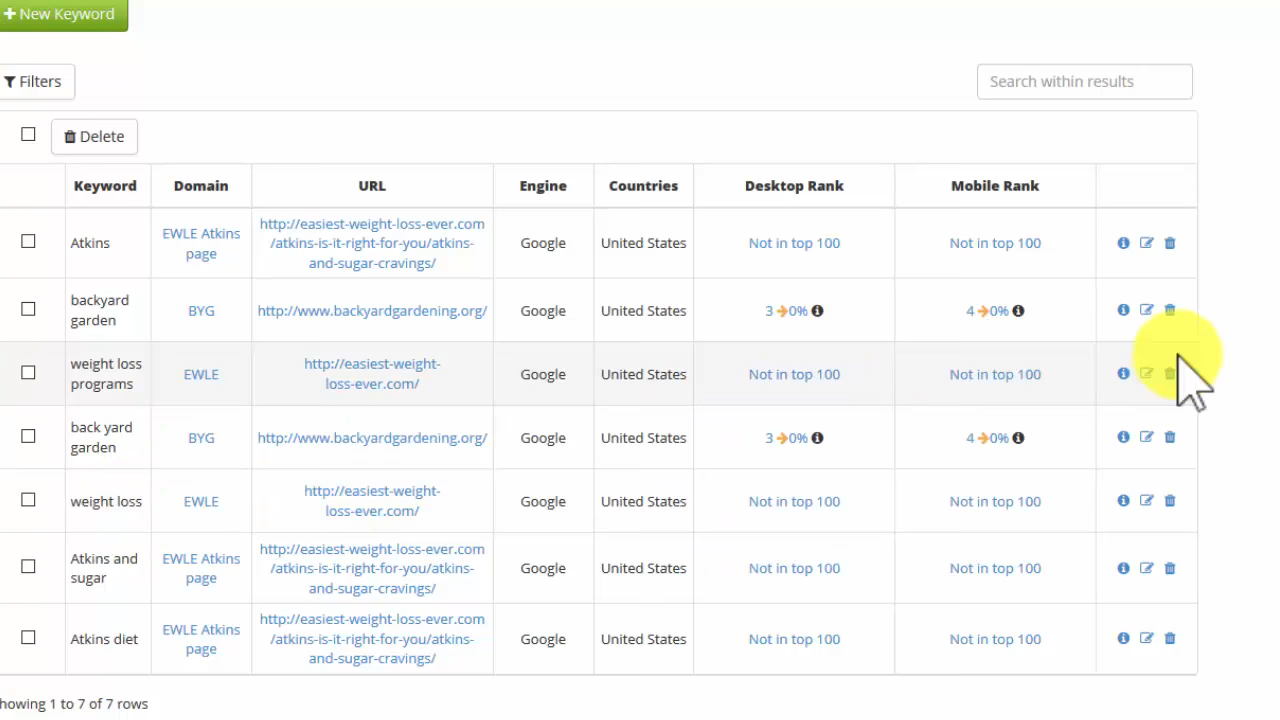 New Keyword
Filters
Search within results
Delete
Keyword Domain URL Engine Countries Desktop Rank Mobile Rank
Atkins
EWLE Atkins
page
http://easiest-weight-loss-ever.com
/atkins-is-it-right-for-you/atkins-
and-sugar-cravings/
Google
United States
Not in top 100
Not in top 100
backyard
garden
BYG
http://www.backyardgardening.org/
Google
United States
3 0%
4 0%
weight loss
programs
EWLE
http://easiest-weight-
loss-ever.com/
Google
United States
Not in top 100
Not in top 100
back yard
garden
BYG
http://www.backyardgardening.org/
Google
United States
3 0%
4 0%
weight loss
EWLE
http://easiest-weight-
loss-ever.com/
Google
United States
Not in top 100
Not in top 100
Atkins and
sugar
EWLE Atkins
page
http://easiest-weight-loss-ever.com
/atkins-is-it-right-for-you/atkins-
and-sugar-cravings/
Google
United States
Not in top 100
Not in top 100
Atkins diet
EWLE Atkins
page
http://easiest-weight-loss-ever.com
/atkins-is-it-right-for-you/atkins-
and-sugar-cravings/
Google
United States
Not in top 100
Not in top 100
howing 1 to 7 of 7 rows